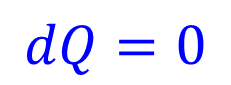 dQ = 0